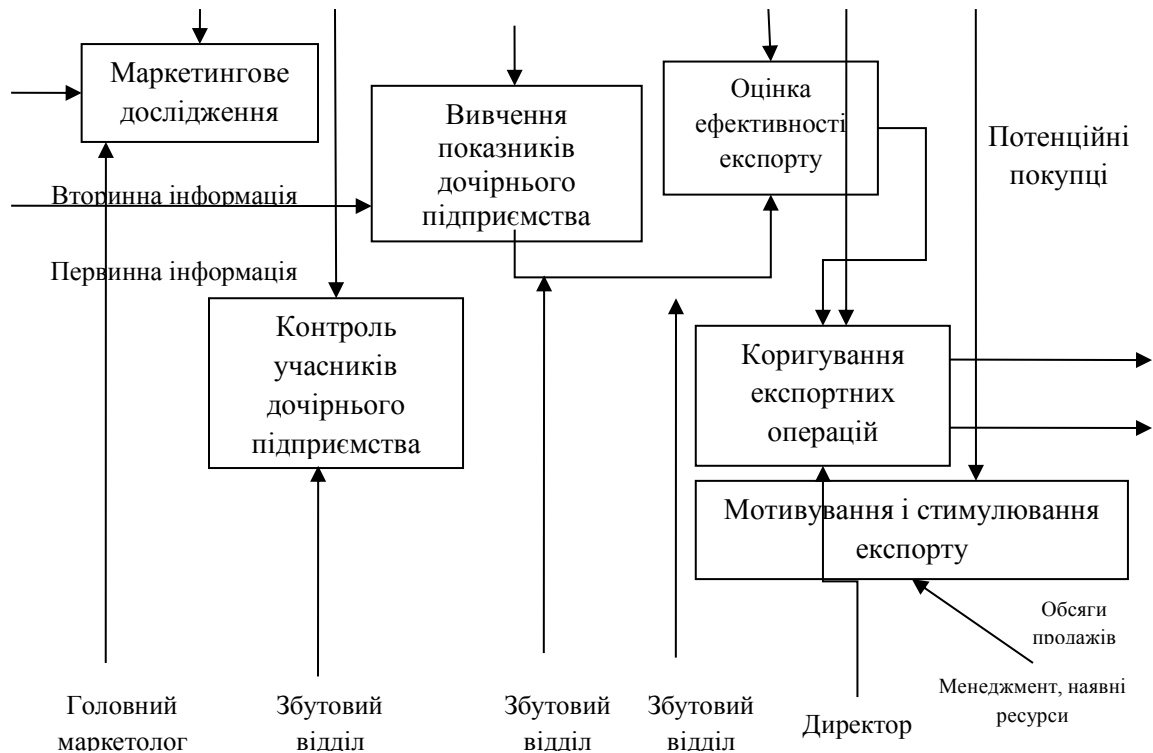 Маркетингове
дослідження
Вивчення
показників
дочірнього
підприємства
Оцінка
ефективності
експорту
Потенційні
покупці
Вторинна інформація
Первинна інформація
Контроль
учасників
дочірнього
підприємства
Коригування
експортних
операцій
Мотивування і стимулювання
експорту
Обсяги
продажів
Менеджмент, наявні
ресурси
Головний
маркетолог
Збутовий
відділ
Збутовий
відділ
Збутовий
відділ
Директор